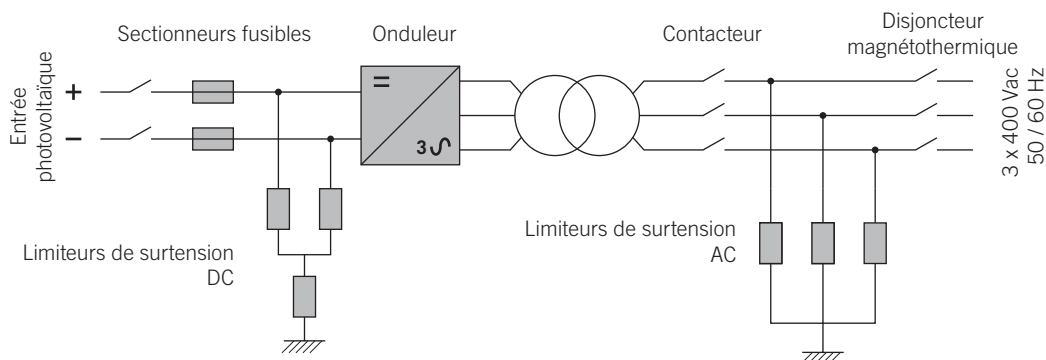 Sectionneurs fusibles
Onduleur
Contacteur
Disjoncteur
magnétothermique
Entrée
photovoltaïque
+
–
=
3
3 x 400 Vac
50 / 60 Hz
Limiteurs de surtension
DC
Limiteurs de surtension
AC